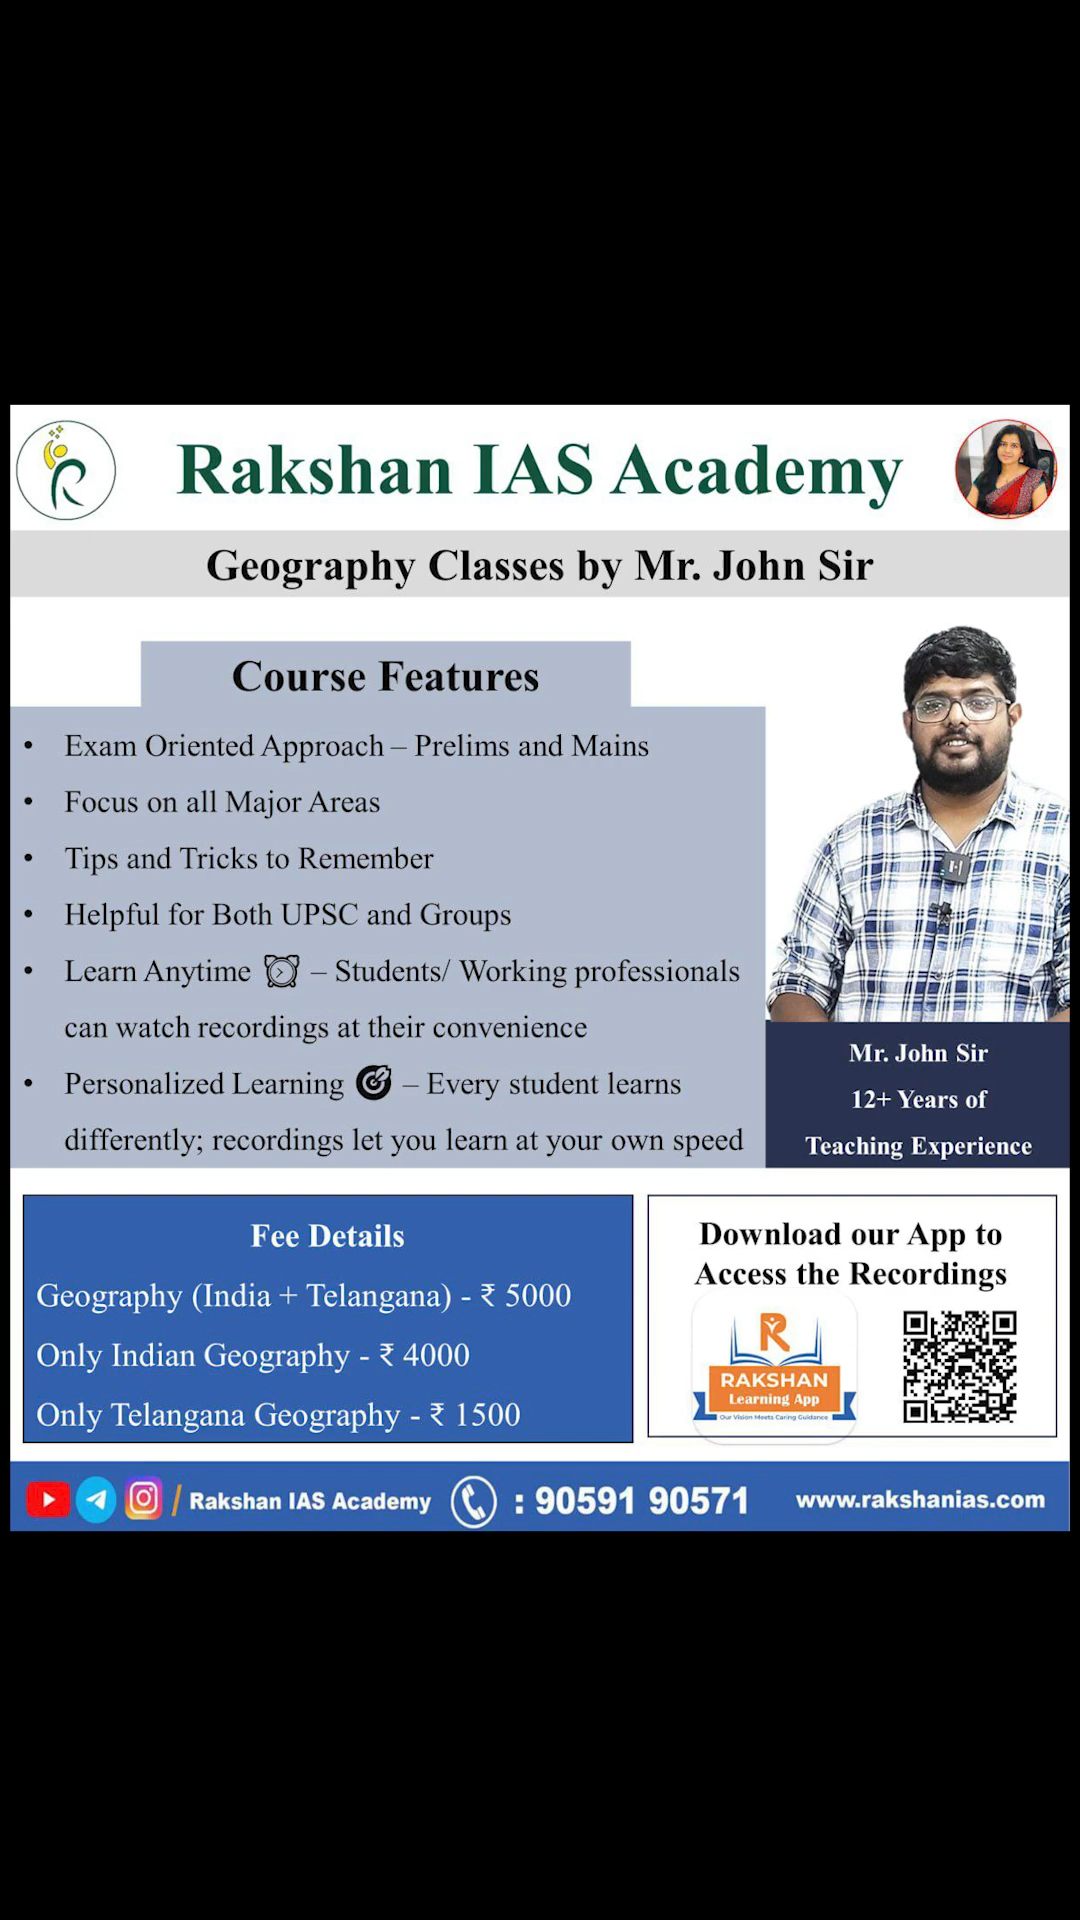 Rakshan IAS Academy
Geography Classes by Mr. John Sir
Course Features
• Exam Oriented Approach – Prelims and Mains
• Focus on all Major Areas
• Tips and Tricks to Remember
• Helpful for Both UPSC and Groups
• Learn Anytime – Students/ Working professionals
can watch recordings at their convenience
• Personalized Learning – Every student learns
differently; recordings let you learn at your own speed
Mr. John Sir
12+ Years of
Teaching Experience
Fee Details
Geography (India + Telangana) - ₹ 5000
Only Indian Geography - ₹ 4000
Only Telangana Geography - ₹ 1500
Download our App to
Access the Recordings
RAKSHAN
Learning App
Our Vision Meets Caring Guidance
/ Rakshan IAS Academy : 90591 90571 www.rakshanias.com